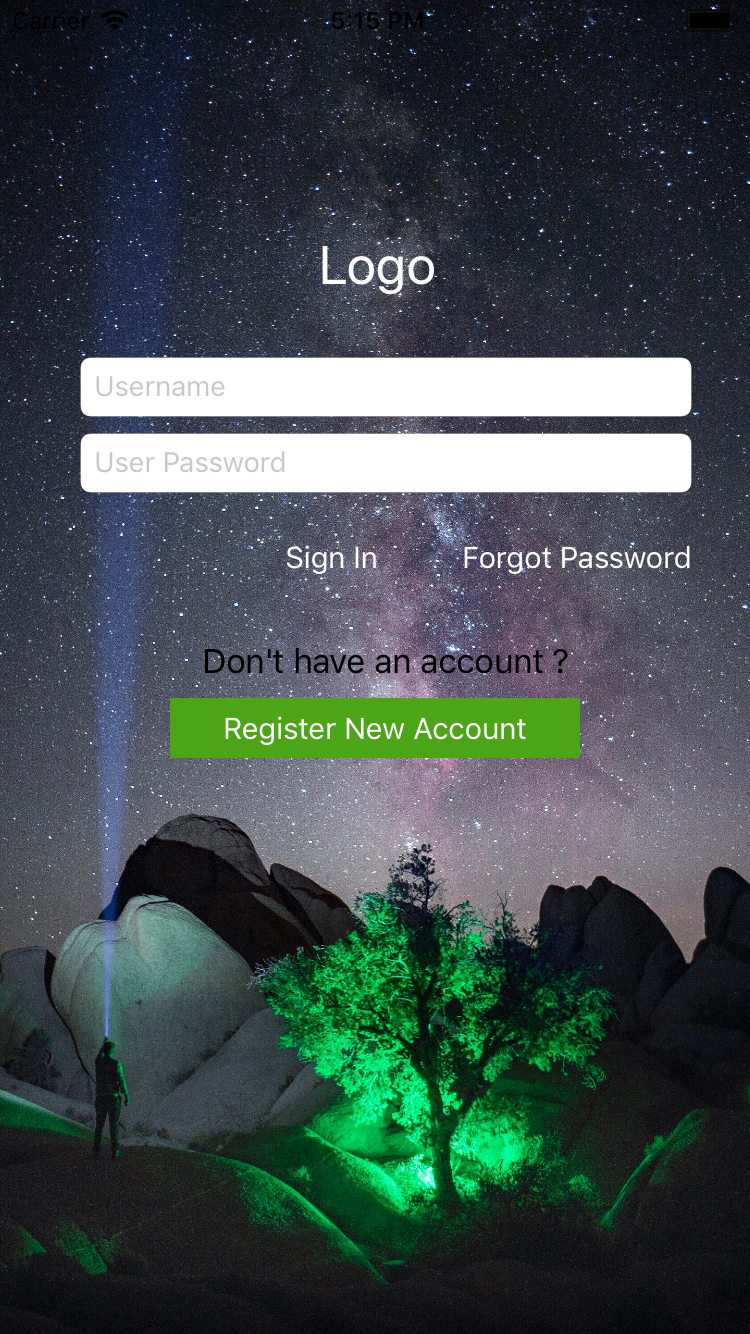 Carrier 5:15 PM
Logo
Username
User Password
Sign In Forgot Password
Don't have an account ?
Register New Account